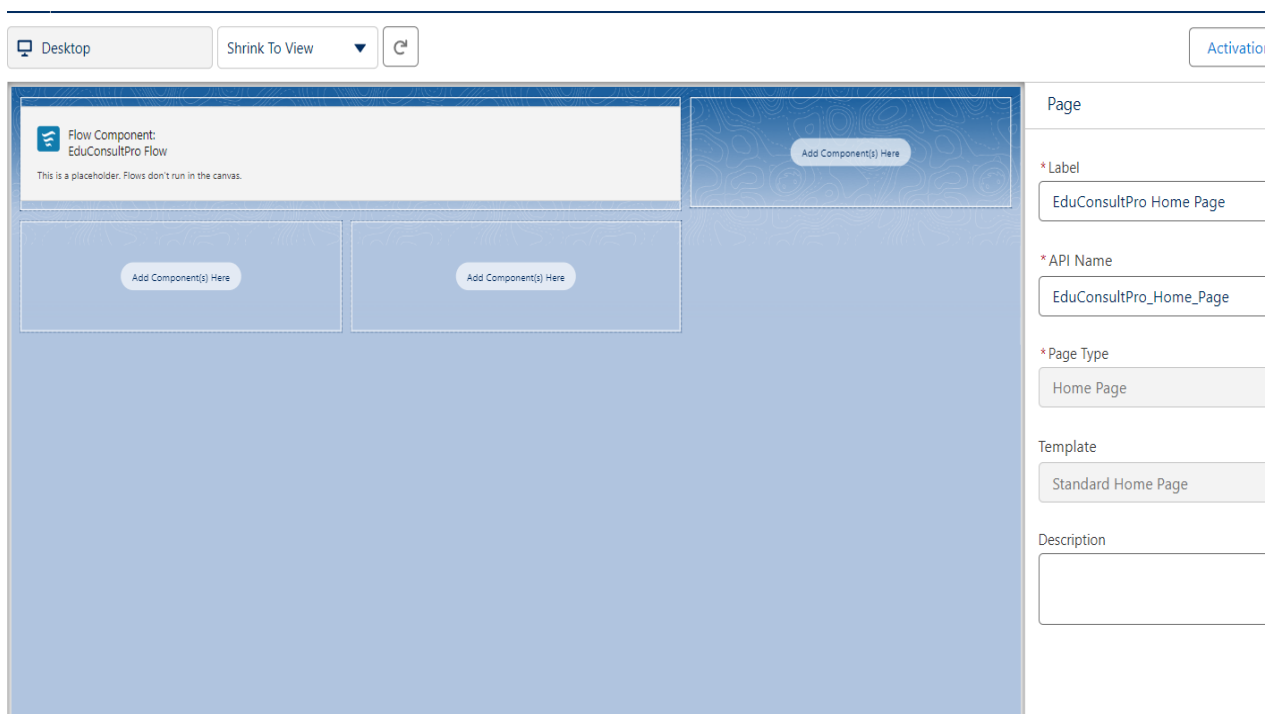 Desktop
Shrink To View
Flow Component:
EduConsultPro Flow
This is a placeholder. Flows don't run in the canvas.
Add Component(s) Here
Add Component(s) Here
Add Component(s) Here
Activatio
Page
*Label
EduConsultPro Home Page
*API Name
EduConsultPro_Home_Page
*Page Type
Home Page
Template
Standard Home Page
Description